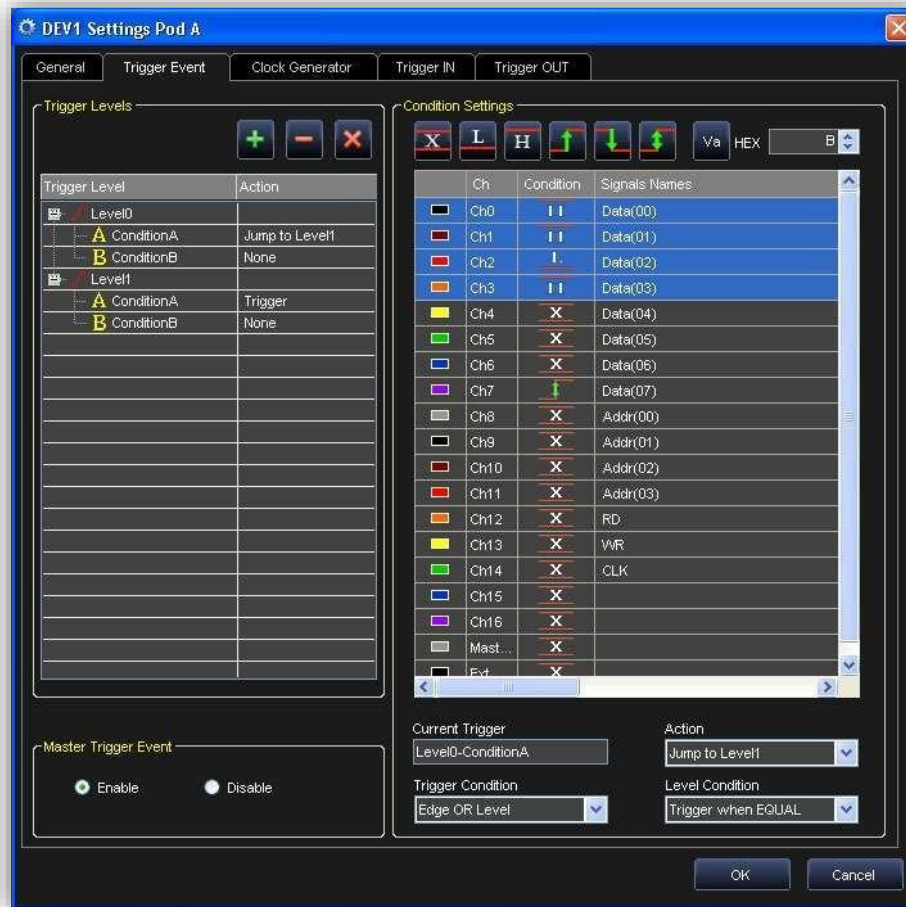 DEV1 Settings Pod A
General Trigger Event Clock Generator Trigger IN Trigger OUT
Trigger Levels
Trigger Level Action
Level0
A ConditionA Jump to Level1
B ConditionB None
Level1
A ConditionA Trigger
B ConditionB None
Master Trigger Event
Enable Disable
Condition Settings
X L H Va HEX B
Ch Condition Signals Names
Ch0 Data(00)
Ch1 Data(01)
Ch2 Data(02)
Ch3 Data(03)
Ch4 X Data(04)
Ch5 X Data(05)
Ch6 X Data(06)
Ch7 Data(07)
Ch8 X Addr(00)
Ch9 X Addr(01)
Ch10 X Addr(02)
Ch11 X Addr(03)
Ch12 X RD
Ch13 X WR
Ch14 X CLK
Ch15 X
Ch16 X
Mast... X
Ext X
Current Trigger Action
Level0-ConditionA Jump to Level1
Trigger Condition Level Condition
Edge OR Level Trigger when EQUAL
OK Cancel